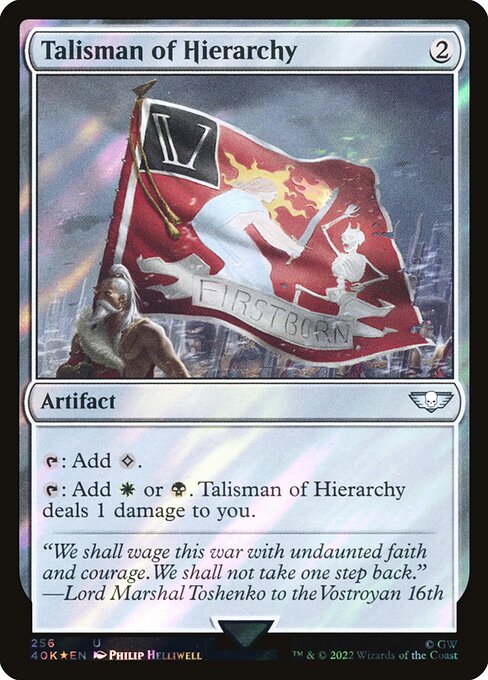 Talisman of Hierarchy 2
LV
FIRSTBORN
Artifact
: Add .
: Add or . Talisman of Hierarchy
deals 1 damage to you.
“We shall wage this war with undaunted faith
and courage. We shall not take one step back.”
—Lord Marshal Toshenko to the Vostroyan 16th
256 U
40K★EN Philip Helliwell
© GW
™ & © 2022 Wizards of the Coast